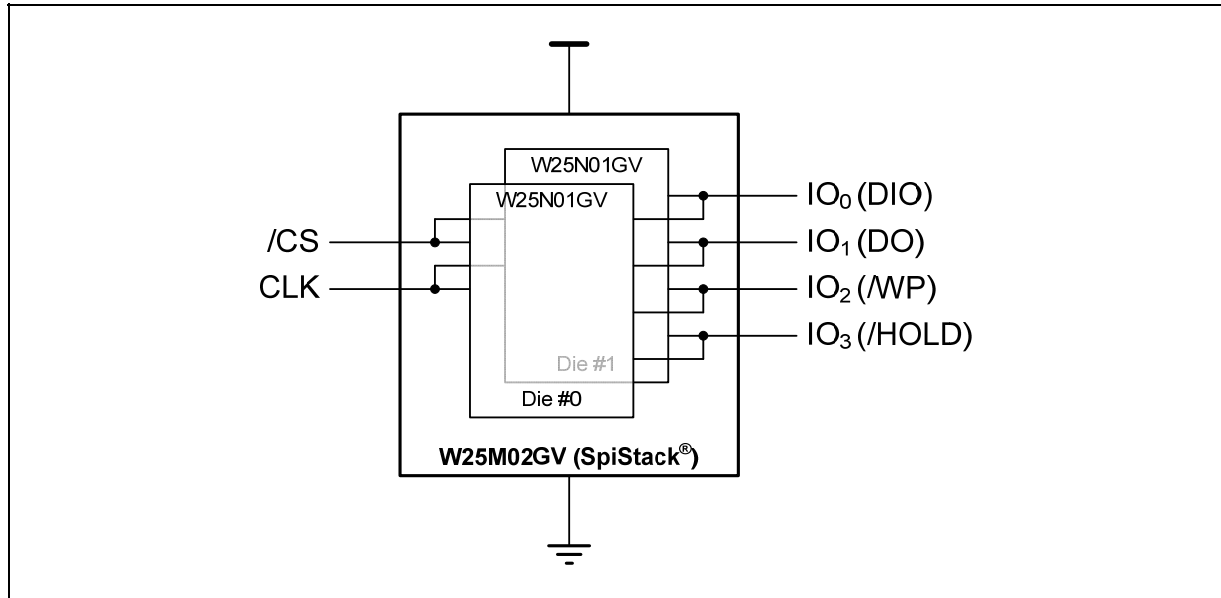 W25N01GV
W25N01GV
/CS
CLK
IO₀ (DIO)
IO₁ (DO)
IO₂ (/WP)
IO₃ (/HOLD)
Die #1
Die #0
W25M02GV (SpiStack®)